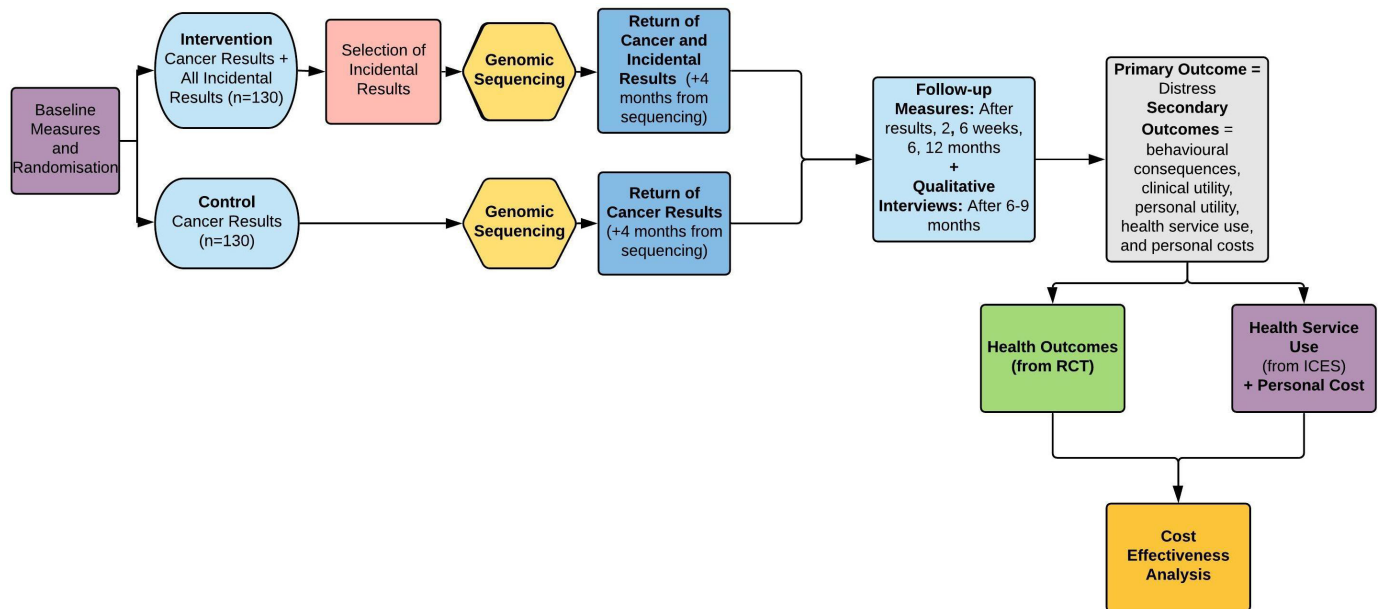 Baseline
Measures
and
Randomisation
Intervention
Cancer Results +
All Incidental
Results (n=130)
Selection of
Incidental
Results
Genomic
Sequencing
Return of
Cancer and
Incidental
Results (+4
months from
sequencing)
Control
Cancer Results
(n=130)
Genomic
Sequencing
Return of
Cancer Results
(+4 months from
sequencing)
Follow-up
Measures: After
results, 2, 6 weeks,
6, 12 months
+
Qualitative
Interviews: After 6-9
months
Primary Outcome =
Distress
Secondary
Outcomes =
behavioural
consequences,
clinical utility,
personal utility,
health service use,
and personal costs
Health Outcomes
(from RCT)
Health Service
Use
(from ICES)
+ Personal Cost
Cost
Effectiveness
Analysis